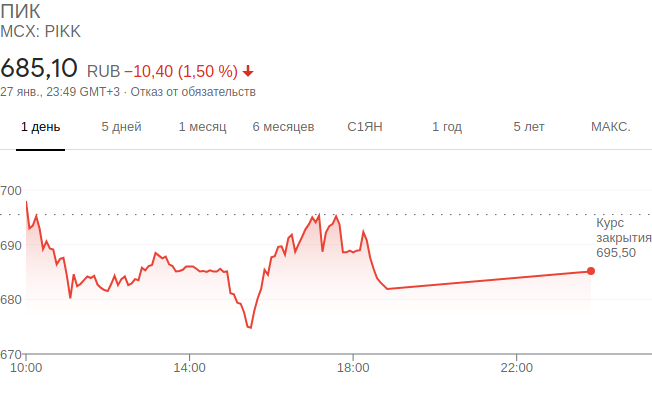 ПИК
MCX: PIKK
685,10 RUB −10,40 (1,50 %)
27 янв., 23:49 GMT+3 · Отказ от обязательств
1 день 5 дней 1 месяц 6 месяцев С1ЯН 1 год 5 лет МАКС.
700
690
680
670
Курс
закрытия
695,50
10:00 14:00 18:00 22:00